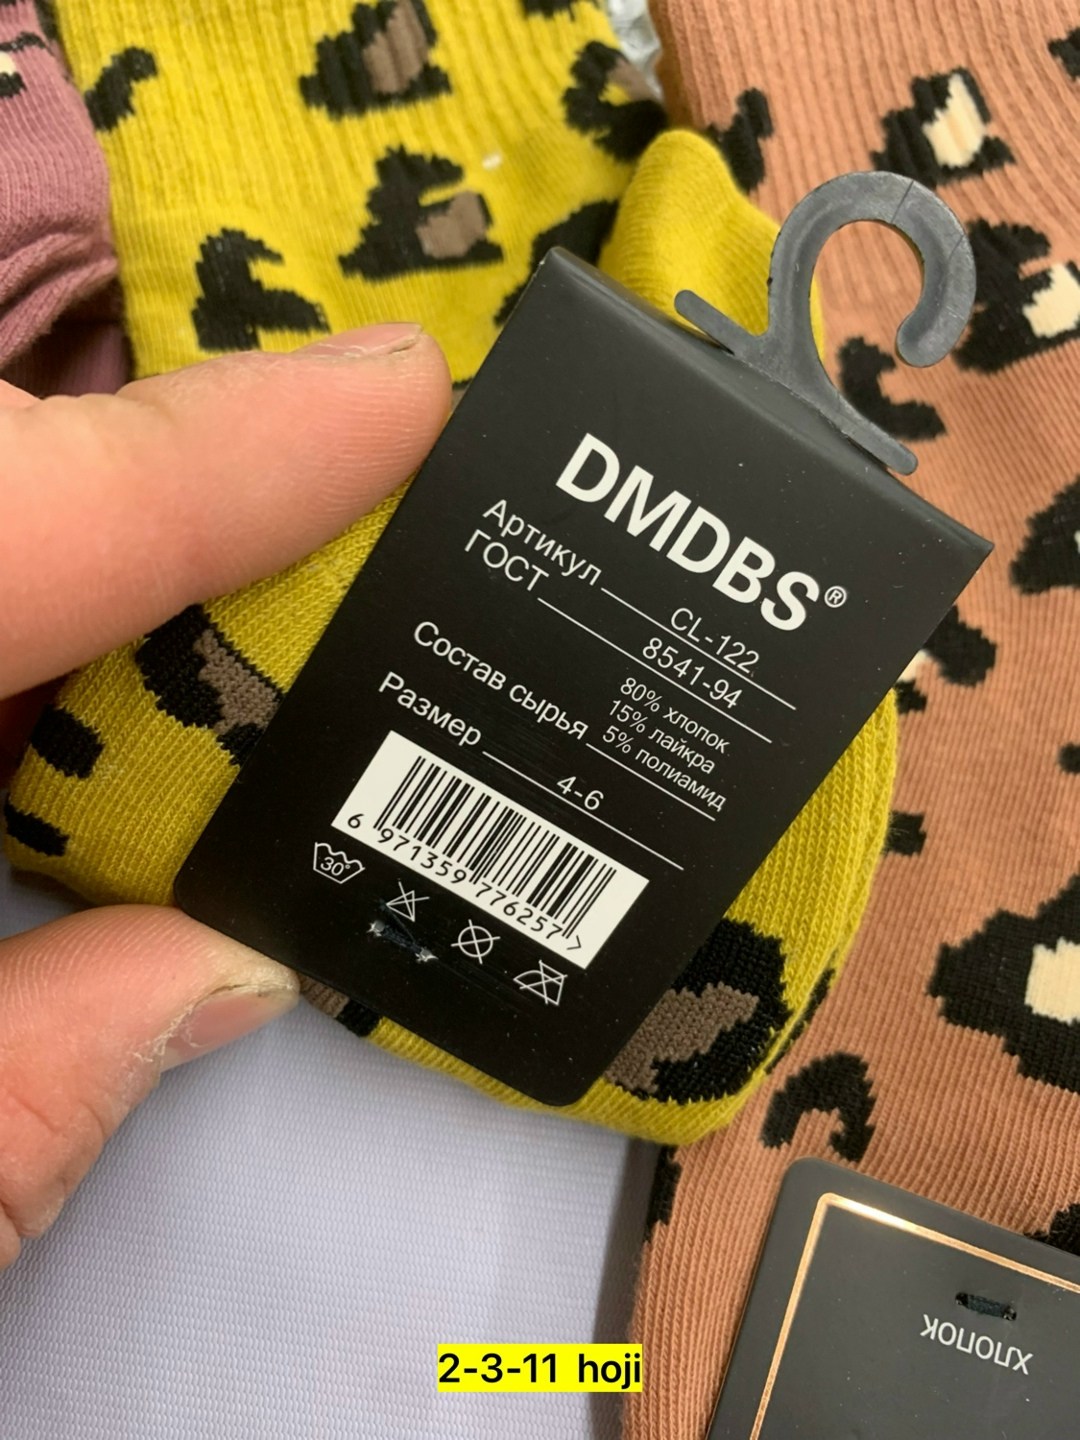 DMDBS®
Артикул CL-122
ГОСТ 8541-94
Состав сырья 80% хлопок
15% лайкра
5% полиамид
Размер 4-6
6 971359 776257 >
30°
ХЛОПОК
2-3-11 hoji